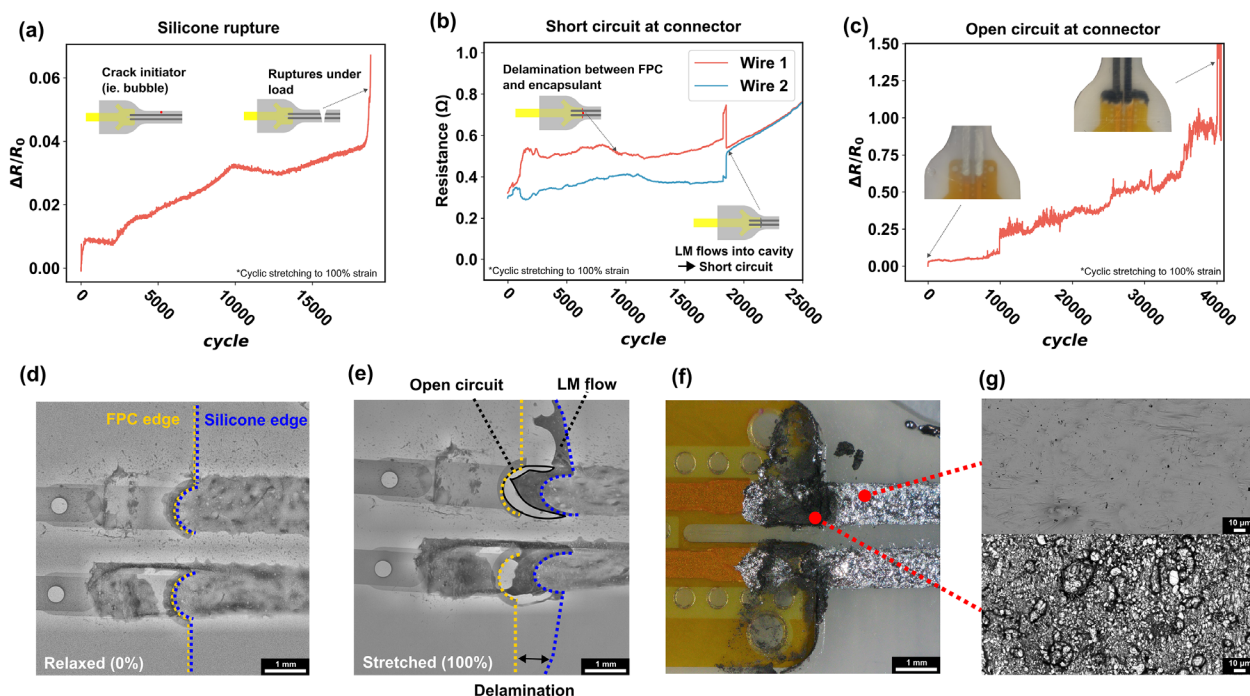 (a)
Silicone rupture
Crack initiator
(ie. bubble)
Ruptures under
load
ΔR/R0
0.06
0.04
0.02
0.00
*Cyclic stretching to 100% strain
0
5000
10000
15000
cycle
(b)
Short circuit at connector
Wire 1
Wire 2
Delamination between FPC
and encapsulant
Resistance (Ω)
1.0
0.8
0.6
0.4
0.2
0.0
LM flows into cavity
→ Short circuit
*Cyclic stretching to 100% strain
0
5000
10000
15000
20000
25000
cycle
(c)
Open circuit at connector
ΔR/R0
1.50
1.25
1.00
0.75
0.50
0.25
0.00
*Cyclic stretching to 100% strain
0
10000
20000
30000
40000
cycle
(d)
FPC edge
Silicone edge
Relaxed (0%)
1 mm
(e)
Open circuit
LM flow
Stretched (100%)
1 mm
Delamination
(f)
1 mm
(g)
10 µm
10 µm